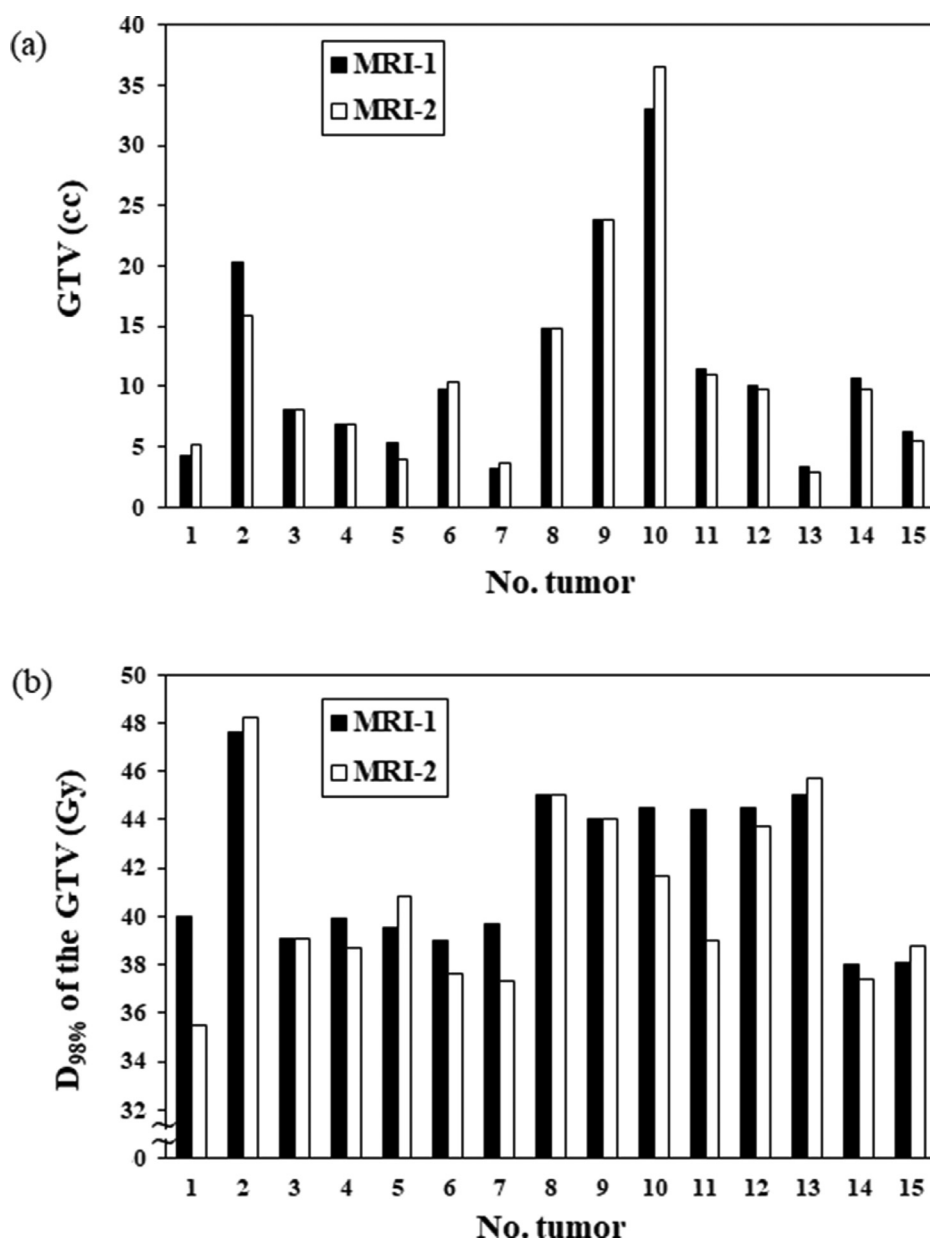 (a)
GTV (cc)
40
35
30
25
20
15
10
5
0
MRI-1
MRI-2
1 2 3 4 5 6 7 8 9 10 11 12 13 14 15
No. tumor
(b)
D98% of the GTV (Gy)
50
48
46
44
42
40
38
36
34
32
0
MRI-1
MRI-2
1 2 3 4 5 6 7 8 9 10 11 12 13 14 15
No. tumor